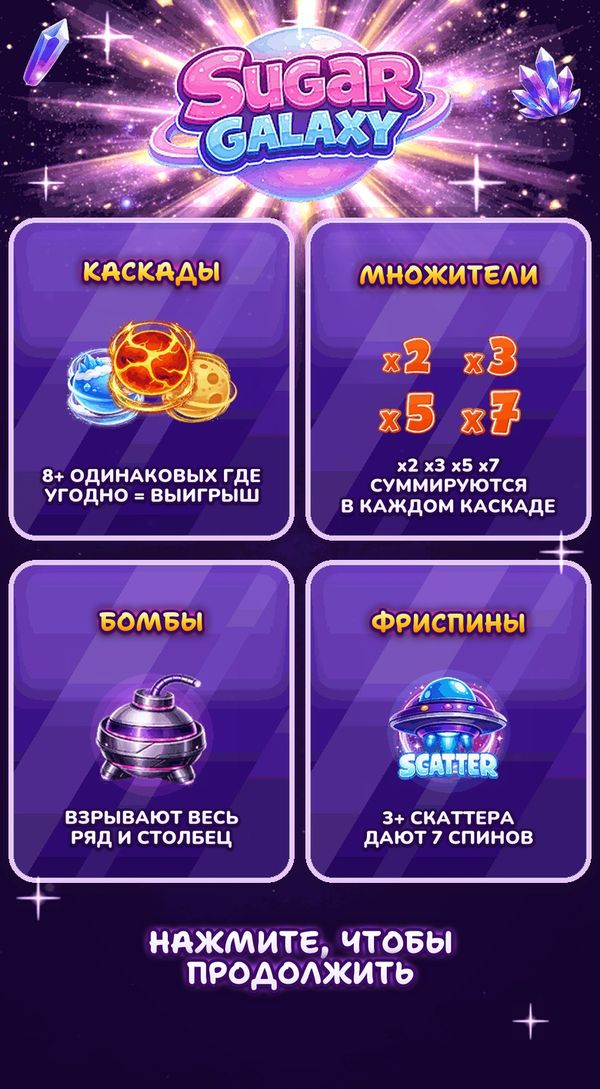 SUGAR
GALAXY
КАСКАДЫ
8+ ОДИНАКОВЫХ ГДЕ
УГОДНО = ВЫИГРЫШ
МНОЖИТЕЛИ
x2 x3
x5 x7
x2 x3 x5 x7
СУММИРУЮТСЯ
В КАЖДОМ КАСКАДЕ
БОМБЫ
ВЗРЫВАЮТ ВЕСЬ
РЯД И СТОЛБЕЦ
ФРИСПИНЫ
SCATTER
3+ СКАТТЕРА
ДАЮТ 7 СПИНОВ
НАЖМИТЕ, ЧТОБЫ
ПРОДОЛЖИТЬ